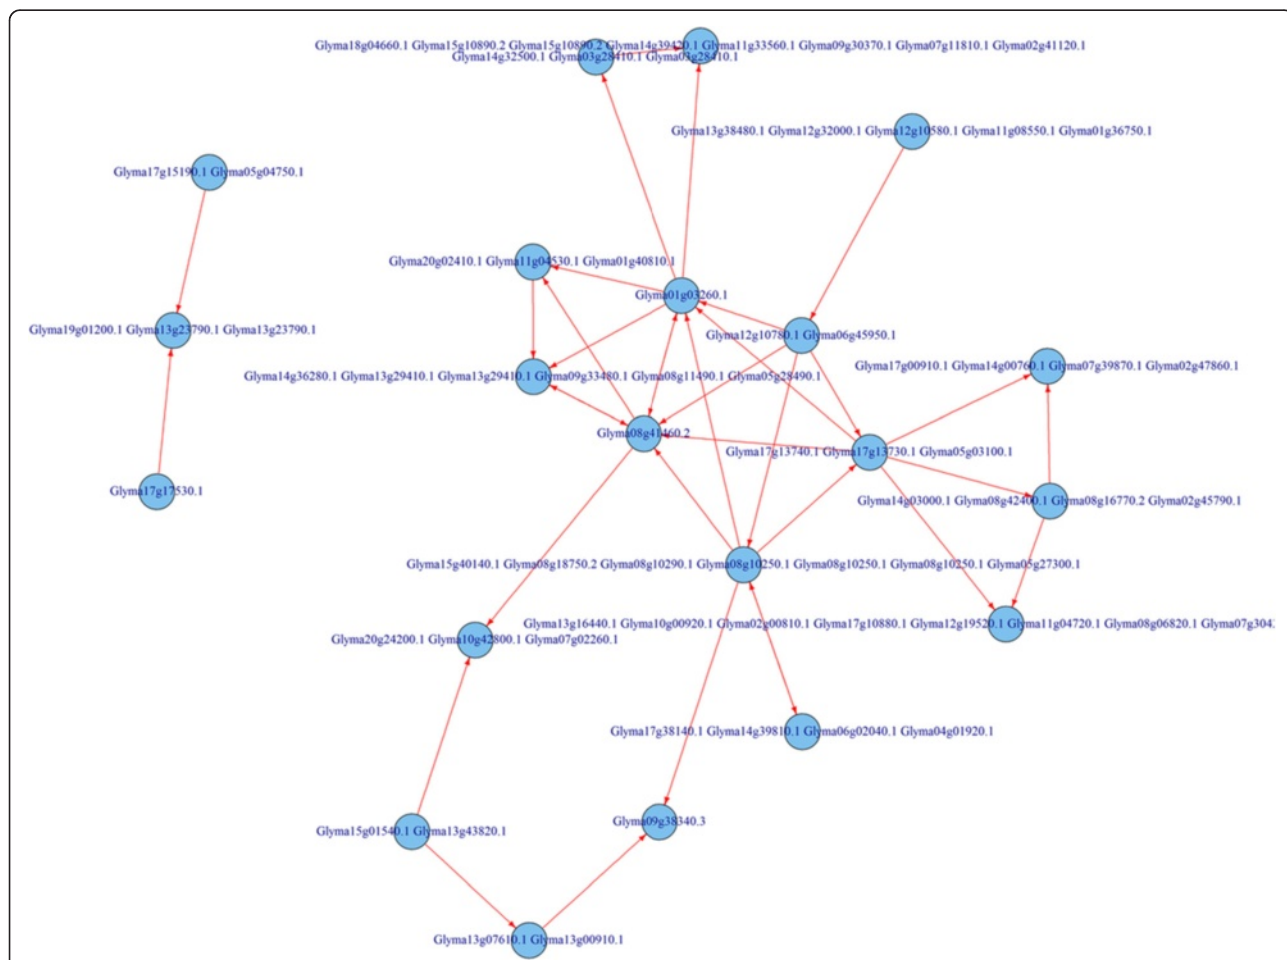 Glyma18g04660.1 Glyma15g10890.2 Glyma15g10890.2 Glyma14g39420.1 Glyma11g33560.1 Glyma09g30370.1 Glyma07g11810.1 Glyma02g41120.1
Glyma14g32500.1 Glyma03g28410.1 Glyma03g28410.1
Glyma13g38480.1 Glyma12g32000.1 Glyma12g10580.1 Glyma11g08550.1 Glyma01g36750.1
Glyma17g15190.1 Glyma05g04750.1
Glyma20g02410.1 Glyma11g04530.1 Glyma01g40810.1
Glyma01g03260.1
Glyma19g01200.1 Glyma13g23790.1 Glyma13g23790.1
Glyma12g10780.1 Glyma06g45950.1
Glyma17g00910.1 Glyma14g00760.1 Glyma07g39870.1 Glyma02g47860.1
Glyma14g36280.1 Glyma13g29410.1 Glyma13g29410.1 Glyma09g33480.1 Glyma08g11490.1 Glyma05g28490.1
Glyma08g41460.2
Glyma17g13740.1 Glyma17g13730.1 Glyma05g03100.1
Glyma17g17530.1
Glyma14g03000.1 Glyma08g42400.1 Glyma08g16770.2 Glyma02g45790.1
Glyma15g40140.1 Glyma08g18750.2 Glyma08g10290.1 Glyma08g10250.1 Glyma08g10250.1 Glyma08g10250.1 Glyma05g27300.1
Glyma13g16440.1 Glyma10g00920.1 Glyma02g00810.1 Glyma17g10880.1 Glyma12g19520.1 Glyma11g04720.1 Glyma08g06820.1
Glyma20g24200.1 Glyma10g42800.1 Glyma07g02260.1
Glyma17g38140.1 Glyma14g39810.1 Glyma06g02040.1 Glyma04g01920.1
Glyma09g38340.3
Glyma15g01540.1 Glyma13g43820.1
Glyma13g07610.1 Glyma13g00910.1